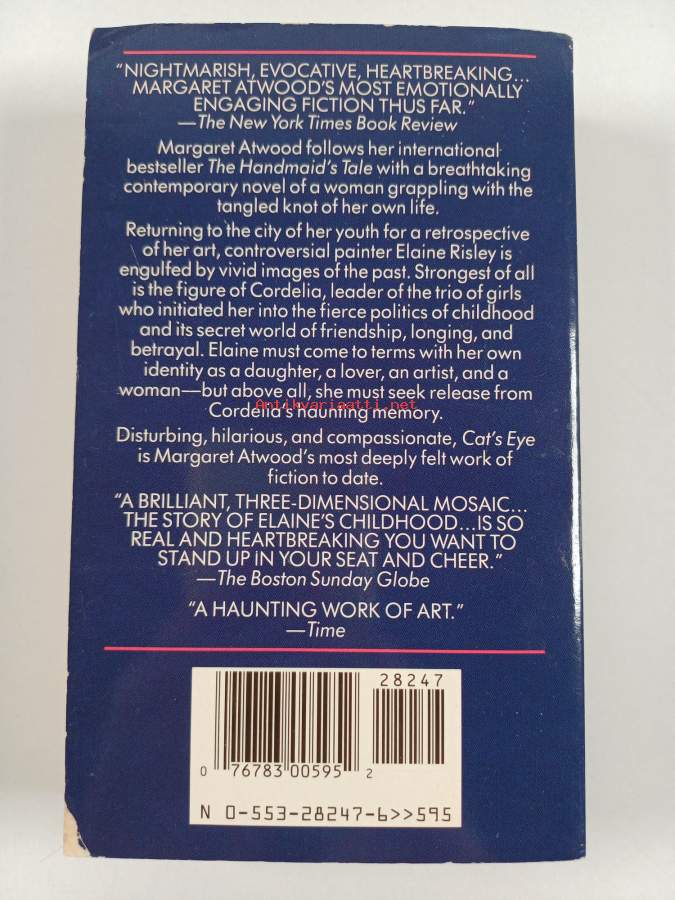 “NIGHTMARISH, EVOCATIVE, HEARTBREAKING...
MARGARET ATWOOD’S MOST EMOTIONALLY
ENGAGING FICTION THUS FAR.”
—The New York Times Book Review
Margaret Atwood follows her international
bestseller The Handmaid’s Tale with a breathtaking
contemporary novel of a woman grappling with the
tangled knot of her own life.
Returning to the city of her youth for a retrospective
of her art, controversial painter Elaine Risley is
engulfed by vivid images of the past. Strongest of all
is the figure of Cordelia, leader of the trio of girls
who initiated her into the fierce politics of childhood
and its secret world of friendship, longing, and
betrayal. Elaine must come to terms with her own
identity as a daughter, a lover, an artist, and a
woman—but above all, she must seek release from
Antikvariaatti.net
Cordelia’s haunting memory.
Disturbing, hilarious, and compassionate, Cat’s Eye
is Margaret Atwood’s most deeply felt work of
fiction to date.
“A BRILLIANT, THREE-DIMENSIONAL MOSAIC...
THE STORY OF ELAINE’S CHILDHOOD...IS SO
REAL AND HEARTBREAKING YOU WANT TO
STAND UP IN YOUR SEAT AND CHEER.”
—The Boston Sunday Globe
“A HAUNTING WORK OF ART.”
—Time
28247
0 76783 00595 2
N 0-553-28247-6>>595